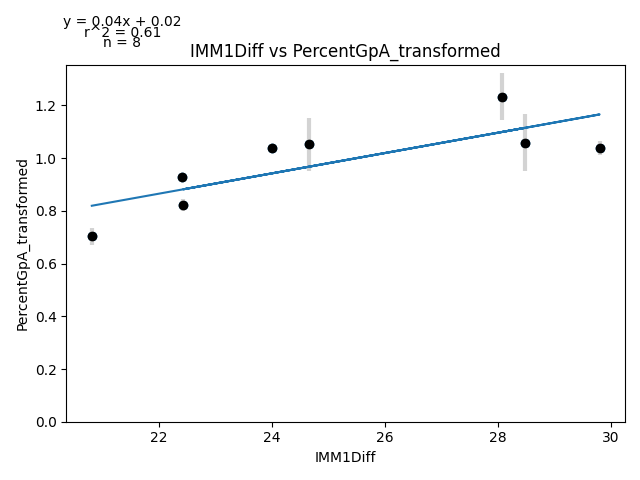 y = 0.04x + 0.02
r^2 = 0.61
n = 8
IMM1Diff vs PercentGpA_transformed
PercentGpA_transformed
1.2
1.0
0.8
0.6
0.4
0.2
0.0
22
24
26
28
30
IMM1Diff